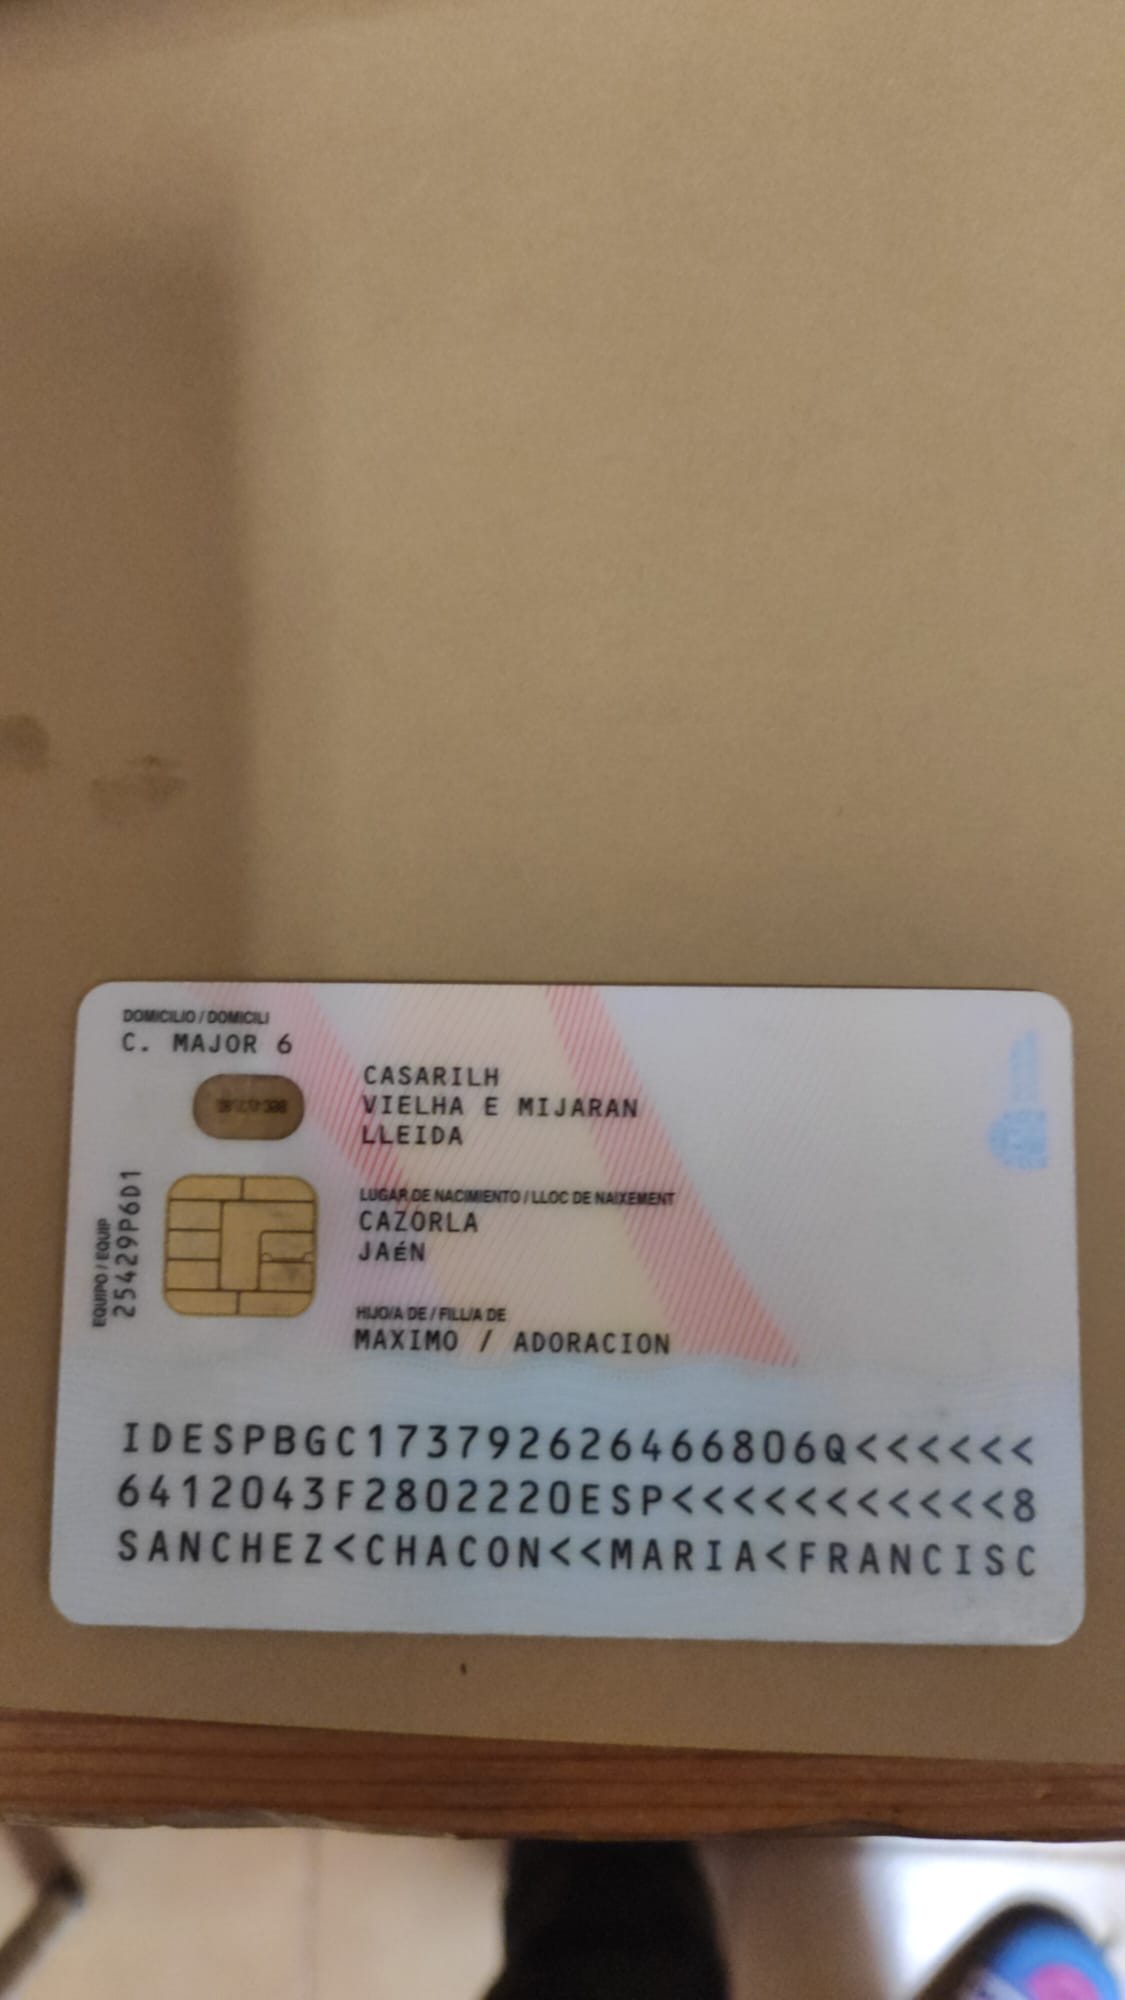 DOMICILIO / DOMICILI
C. MAJOR 6
CASARILH
VIELHA E MIJARAN
LLEIDA
LUGAR DE NACIMIENTO / LLOC DE NAIXEMENT
CAZORLA
JAéN
HIJO/A DE / FILL/A DE
MAXIMO / ADORACION
EQUIPO / EQUIP
25429P6D1
IDESPBGC173792626466806Q<<<<<<
6412043F2802220ESP<<<<<<<<<<<8
SANCHEZ<CHACON<<MARIA<FRANCISC